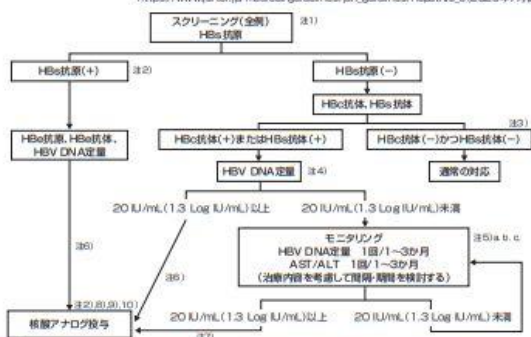 スクリーニング(全例)
HBs抗原
注1)
HBs抗原(+)
注2)
HBs抗原(-)
HBc抗体、HBs抗体
注3)
HBe抗原、HBe抗体、
HBV DNA定量
HBc抗体(+)またはHBs抗体(+)
HBc抗体(-)かつHBs抗体(-)
HBV DNA定量
注4)
通常の対応
20 IU/mL(1.3 Log IU/mL)以上
20 IU/mL(1.3 Log IU/mL)未満
モニタリング
HBV DNA定量 1回/1~3か月
AST/ALT 1回/1~3か月
(治療内容を考慮して間隔・期間を検討する)
注5)a.b.c.
注6)
注6)
注2),8),9),10)
核酸アナログ投与
20 IU/mL(1.3 Log IU/mL)以上
20 IU/mL(1.3 Log IU/mL)未満
注7)